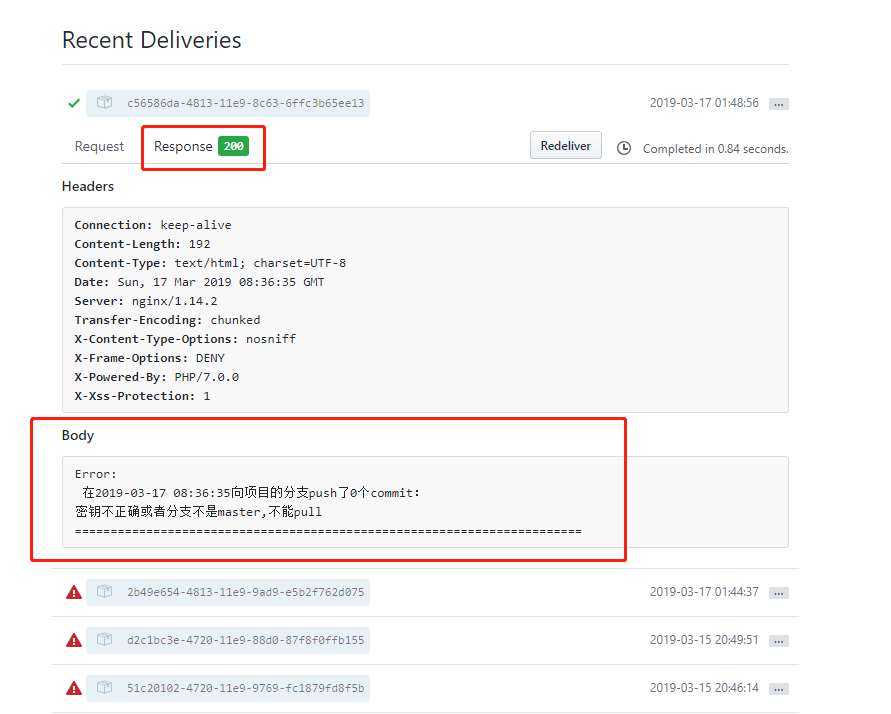 Recent Deliveries
c56586da-4813-11e9-8c63-6ffc3b65ee13 2019-03-17 01:48:56 ...
Request Response 200 Redeliver Completed in 0.84 seconds.
Headers
Connection: keep-alive
Content-Length: 192
Content-Type: text/html; charset=UTF-8
Date: Sun, 17 Mar 2019 08:36:35 GMT
Server: nginx/1.14.2
Transfer-Encoding: chunked
X-Content-Type-Options: nosniff
X-Frame-Options: DENY
X-Powered-By: PHP/7.0.0
X-Xss-Protection: 1
Body
Error:
在2019-03-17 08:36:35向项目的分支push了0个commit:
密钥不正确或者分支不是master,不能pull
=======================================================================
2b49e654-4813-11e9-9ad9-e5b2f762d075 2019-03-17 01:44:37 ...
d2c1bc3e-4720-11e9-88d0-87f8f0ffb155 2019-03-15 20:49:51 ...
51c20102-4720-11e9-9769-fc1879fd8f5b 2019-03-15 20:46:14 ...